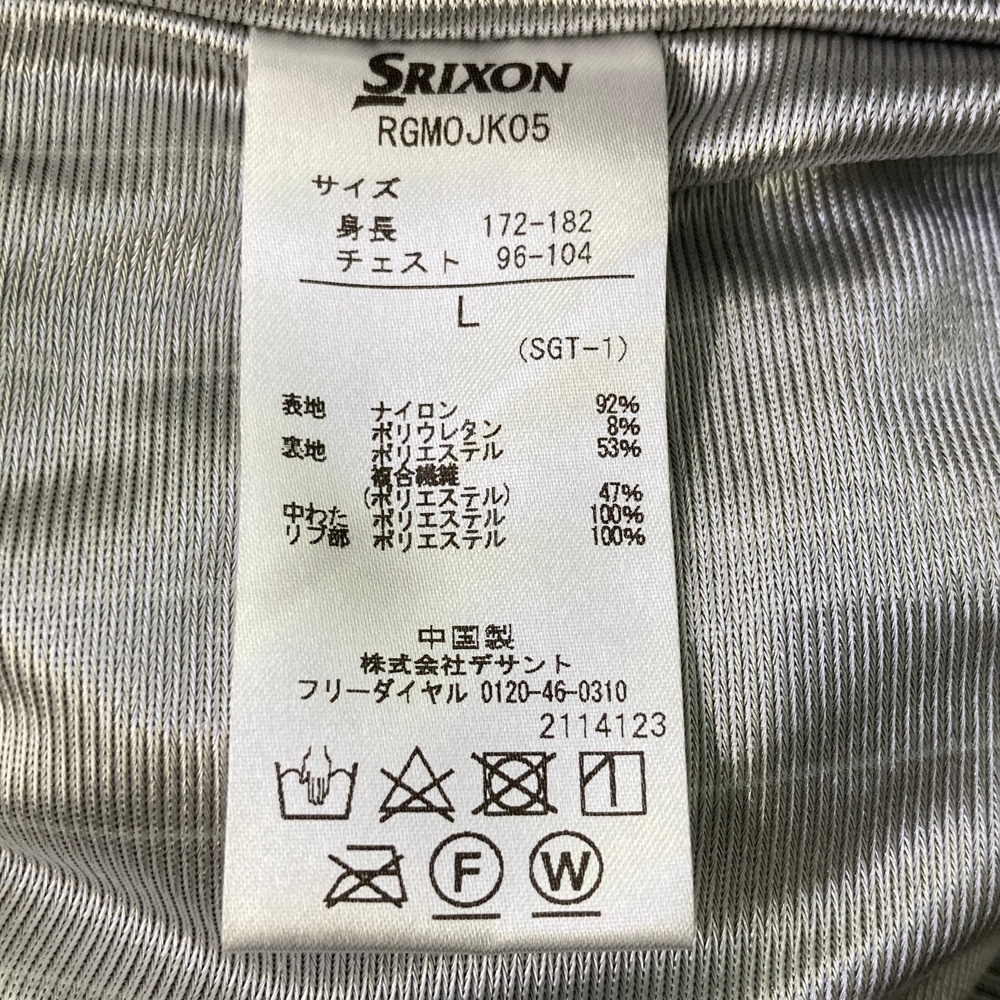 SRIXON
RGM0JK05
サイズ
身長 172-182
チェスト 96-104
L
(SGT-1)
表地 ナイロン 92%
ポリウレタン 8%
裏地 ポリエステル 53%
複合繊維
(ポリエステル) 47%
中わた ポリエステル 100%
リブ部 ポリエステル 100%
中国製
株式会社デサント
フリーダイヤル 0120-46-0310
2114123
F W